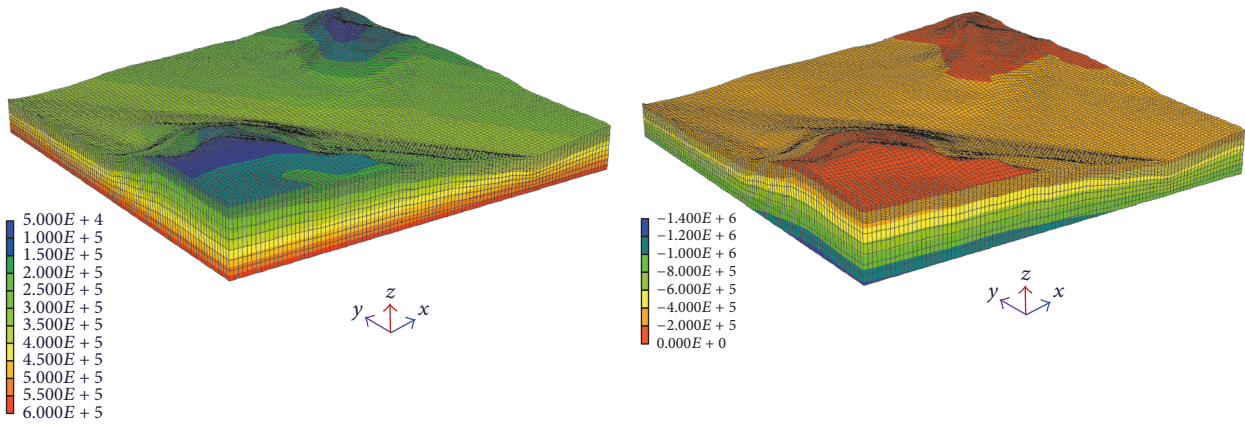 5.000E + 4
1.000E + 5
1.500E + 5
2.000E + 5
2.500E + 5
3.000E + 5
3.500E + 5
4.000E + 5
4.500E + 5
5.000E + 5
5.500E + 5
6.000E + 5
z
y x
−1.400E + 6
−1.200E + 6
−1.000E + 6
−8.000E + 5
−6.000E + 5
−4.000E + 5
−2.000E + 5
0.000E + 0
z
y x